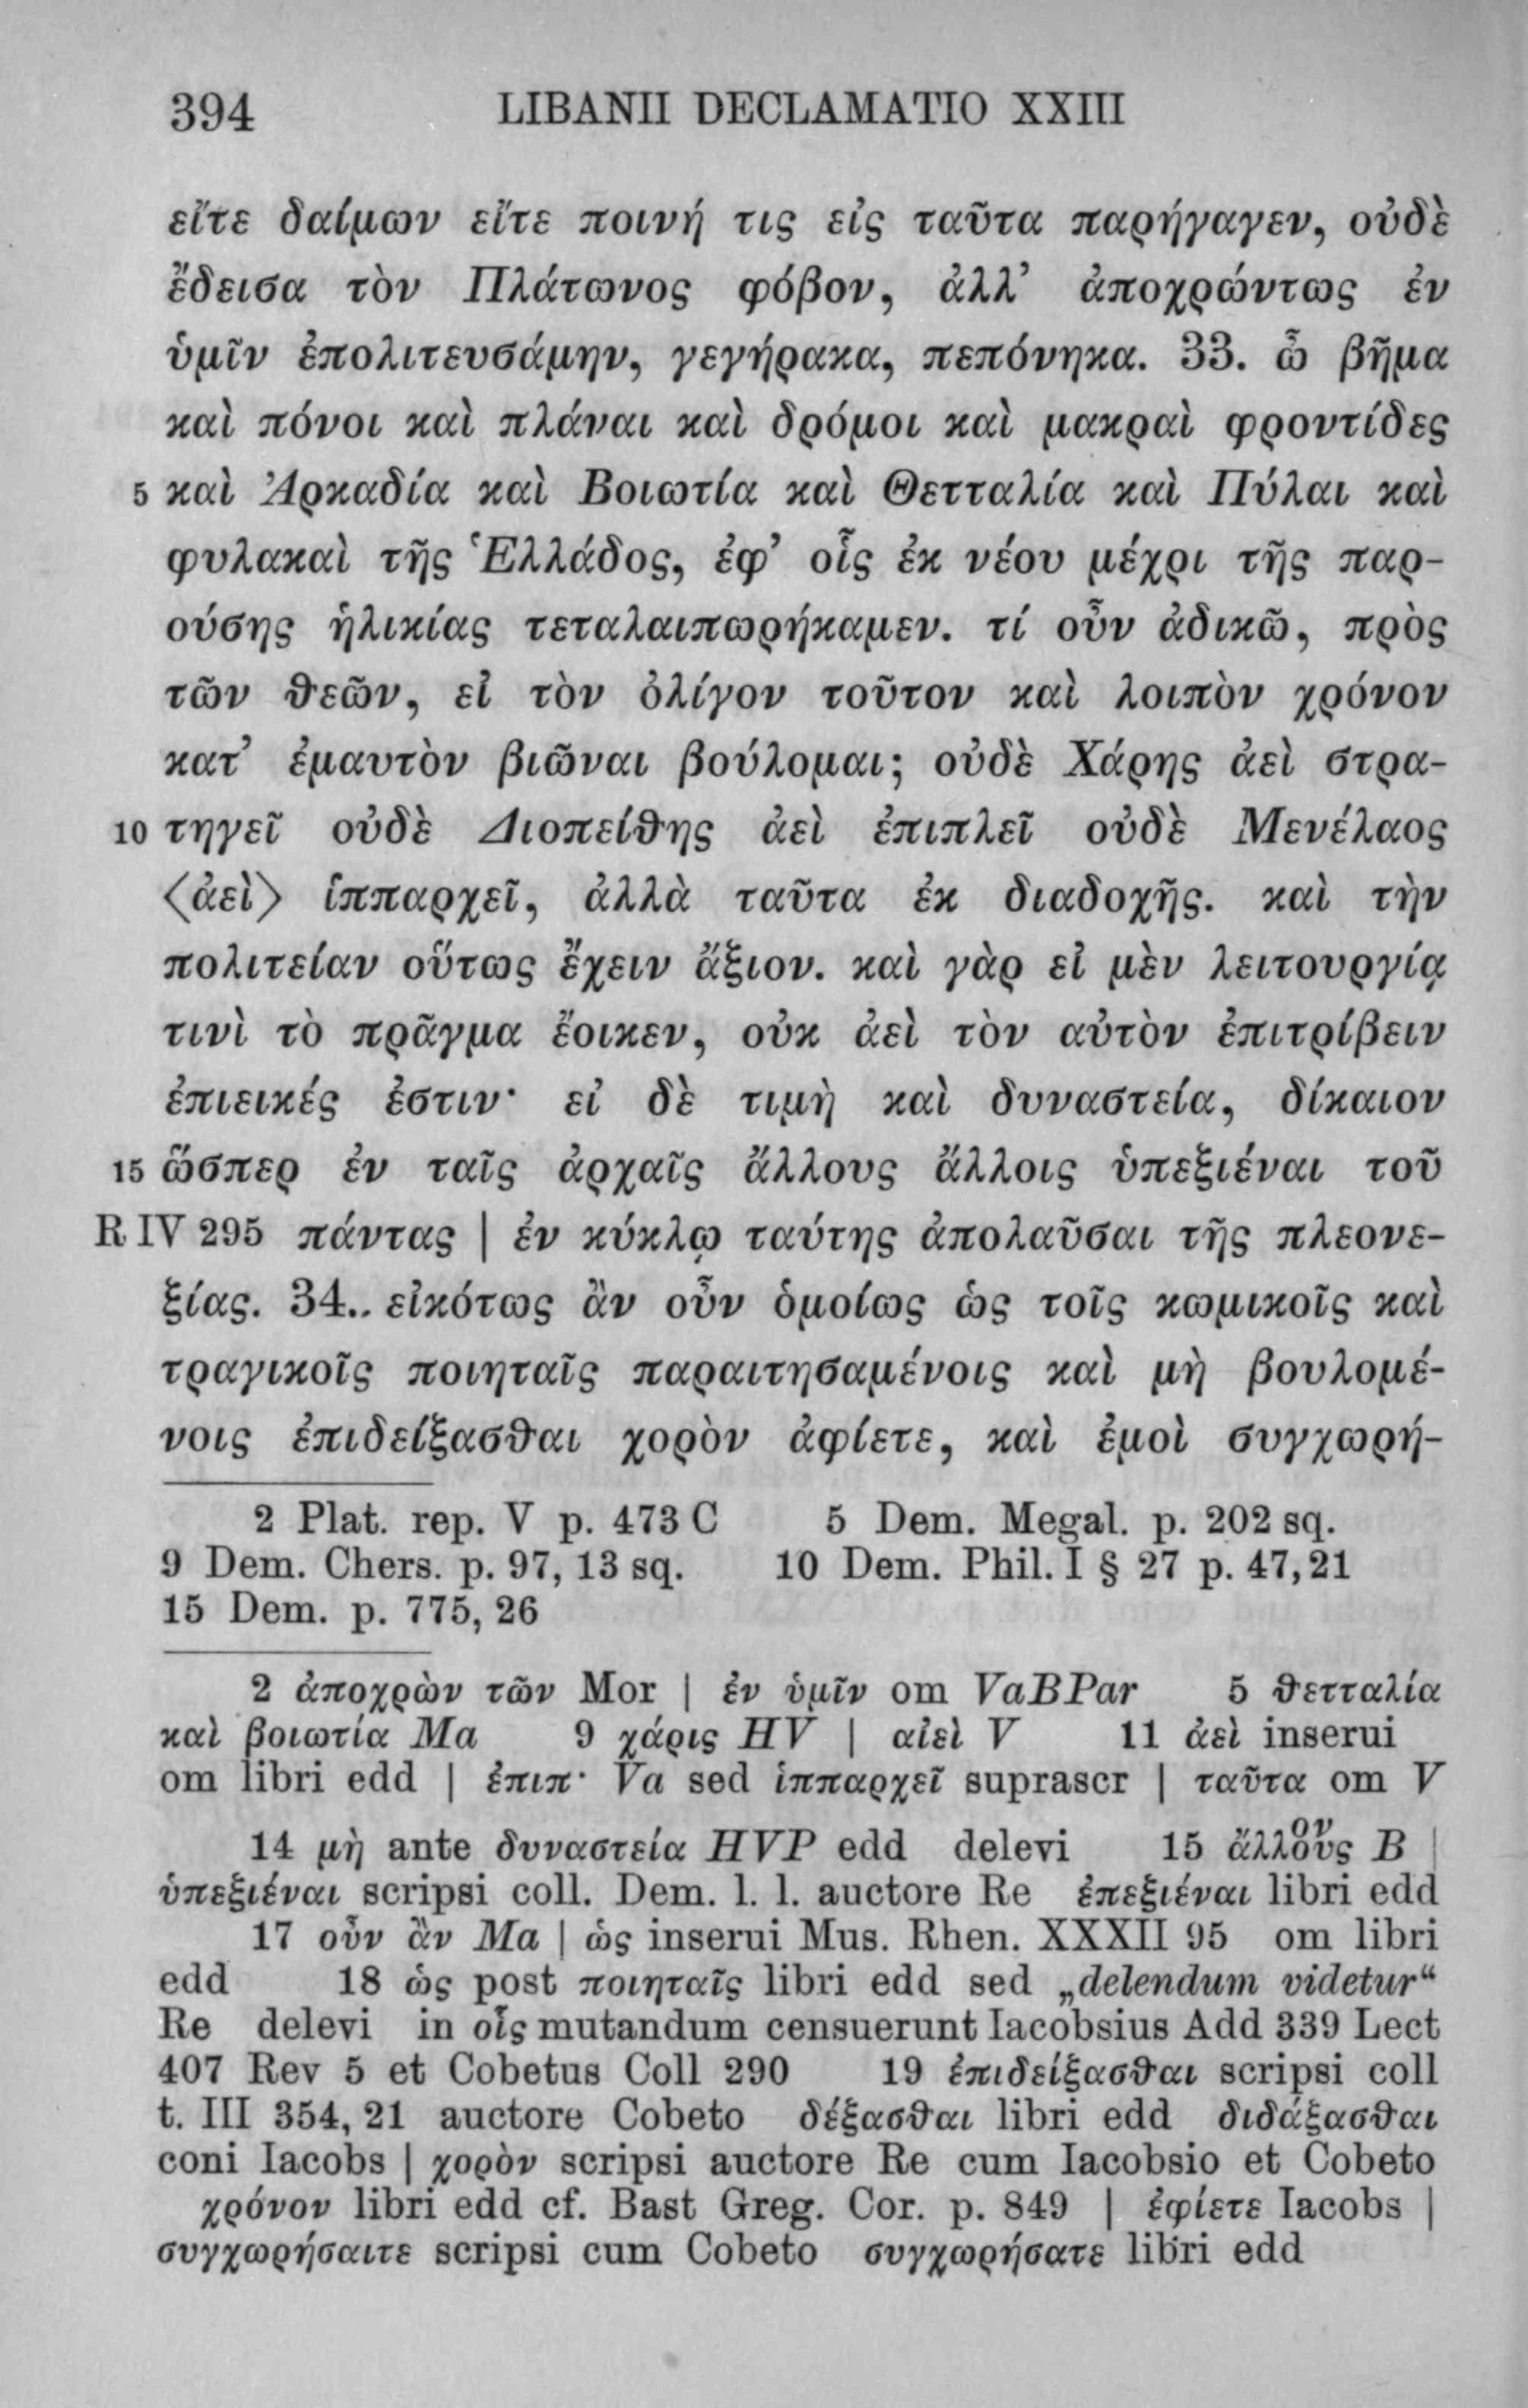 394 LIBANII DECLAMATIO XXIII
εἴτε δαίμων εἴτε ποινή τις εἰς ταῦτα παρήγαγεν, οὐδὲ
ἔδεισα τὸν Πλάτωνος φόβον, ἀλλ’ ἀποχρώντως ἐν
ὑμῖν ἐπολιτευσάμην, γεγήρακα, πεπόνηκα. 33. ὦ βῆμα
καὶ πόνοι καὶ πλάναι καὶ δρόμοι καὶ μακραὶ φροντίδες
5 καὶ Ἀρκαδία καὶ Βοιωτία καὶ Θετταλία καὶ Πύλαι καὶ
φυλακαὶ τῆς Ἑλλάδος, ἐφ’ οἷς ἐκ νέου μέχρι τῆς παρ-
ούσης ἡλικίας τεταλαιπωρήκαμεν. τί οὖν ἀδικῶ, πρὸς
τῶν θεῶν, εἰ τὸν ὀλίγον τοῦτον καὶ λοιπὸν χρόνον
κατ’ ἐμαυτὸν βιῶναι βούλομαι; οὐδὲ Χάρης ἀεὶ στρα-
10 τηγεῖ οὐδὲ Διοπείθης ἀεὶ ἐπιπλεῖ οὐδὲ Μενέλαος
⟨ἀεὶ⟩ ἱππαρχεῖ, ἀλλὰ ταῦτα ἐκ διαδοχῆς. καὶ τὴν
πολιτείαν οὕτως ἔχειν ἄξιον. καὶ γὰρ εἰ μὲν λειτουργίᾳ
τινὶ τὸ πρᾶγμα ἔοικεν, οὐκ ἀεὶ τὸν αὐτὸν ἐπιτρίβειν
ἐπιεικές ἐστιν· εἰ δὲ τιμὴ καὶ δυναστεία, δίκαιον
15 ὥσπερ ἐν ταῖς ἀρχαῖς ἄλλους ἄλλοις ὑπεξιέναι τοῦ
R IV 295 πάντας | ἐν κύκλῳ ταύτης ἀπολαῦσαι τῆς πλεονε-
ξίας. 34.. εἰκότως ἂν οὖν ὁμοίως ὡς τοῖς κωμικοῖς καὶ
τραγικοῖς ποιηταῖς παραιτησαμένοις καὶ μὴ βουλομέ-
νοις ἐπιδείξασθαι χορὸν ἀφίετε, καὶ ἐμοὶ συγχωρή-
2 Plat. rep. V p. 473 C 5 Dem. Megal. p. 202 sq.
9 Dem. Chers. p. 97, 13 sq. 10 Dem. Phil. I § 27 p. 47, 21
15 Dem. p. 775, 26
2 ἀποχρὼν τῶν Mor | ἐν ὑμῖν om VaBPar 5 θετταλία
καὶ βοιωτία Ma 9 χάρις HV | αἰεὶ V 11 ἀεὶ inserui
om libri edd | ἐπιπ· Va sed ἱππαρχεῖ suprascr | ταῦτα om V
14 μὴ ante δυναστεία HVP edd delevi 15 ἄλλοὺς B |
ὑπεξιέναι scripsi coll. Dem. l. l. auctore Re ἐπεξιέναι libri edd
17 οὖν ἂν Ma | ὡς inserui Mus. Rhen. XXXII 95 om libri
edd 18 ὡς post ποιηταῖς libri edd sed „delendum videtur“
Re delevi in οἷς mutandum censuerunt Iacobsius Add 339 Lect
407 Rev 5 et Cobetus Coll 290 19 ἐπιδείξασθαι scripsi coll
t. III 354, 21 auctore Cobeto δέξασθαι libri edd διδάξασθαι
coni Iacobs | χορὸν scripsi auctore Re cum Iacobsio et Cobeto
χρόνον libri edd cf. Bast Greg. Cor. p. 849 | ἐφίετε Iacobs |
συγχωρήσαιτε scripsi cum Cobeto συγχωρήσατε libri edd